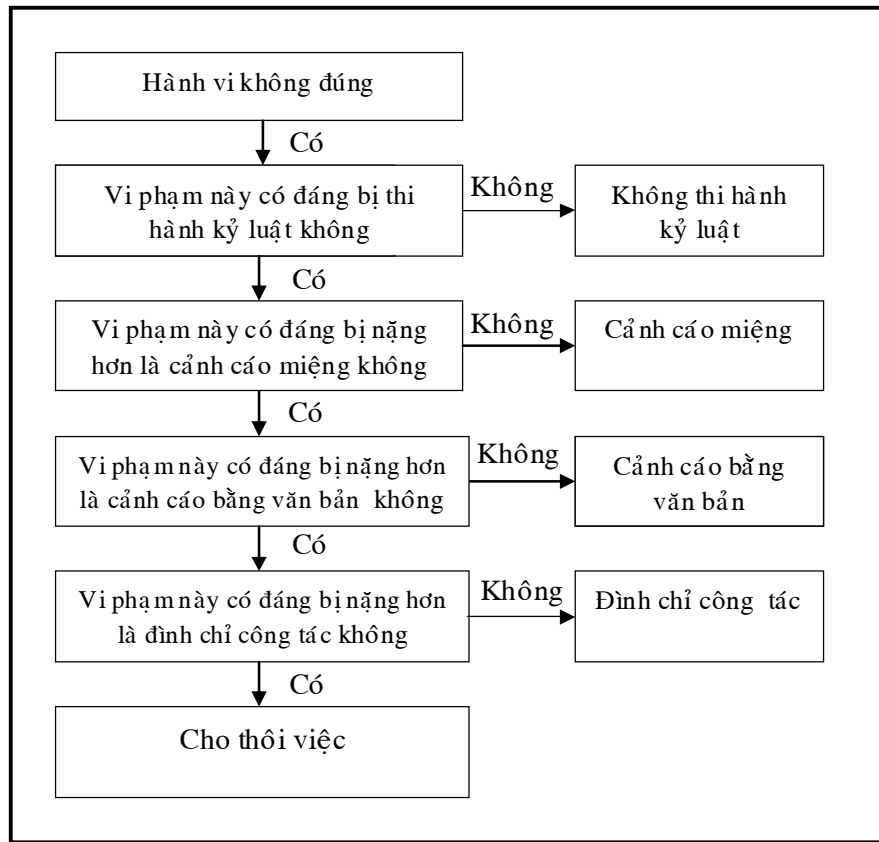 Hành vi không đúng
Có
Vi phạm này có đáng bị thi
hành kỷ luật không
Không
Không thi hành
kỷ luật
Có
Vi phạm này có đáng bị nặng
hơn là cảnh cáo miệng không
Không
Cảnh cáo miệng
Có
Vi phạm này có đáng bị nặng hơn
là cảnh cáo bằng văn bản không
Không
Cảnh cáo bằng
văn bản
Có
Vi phạm này có đáng bị nặng hơn
là đình chỉ công tác không
Không
Đình chỉ công tác
Có
Cho thôi việc